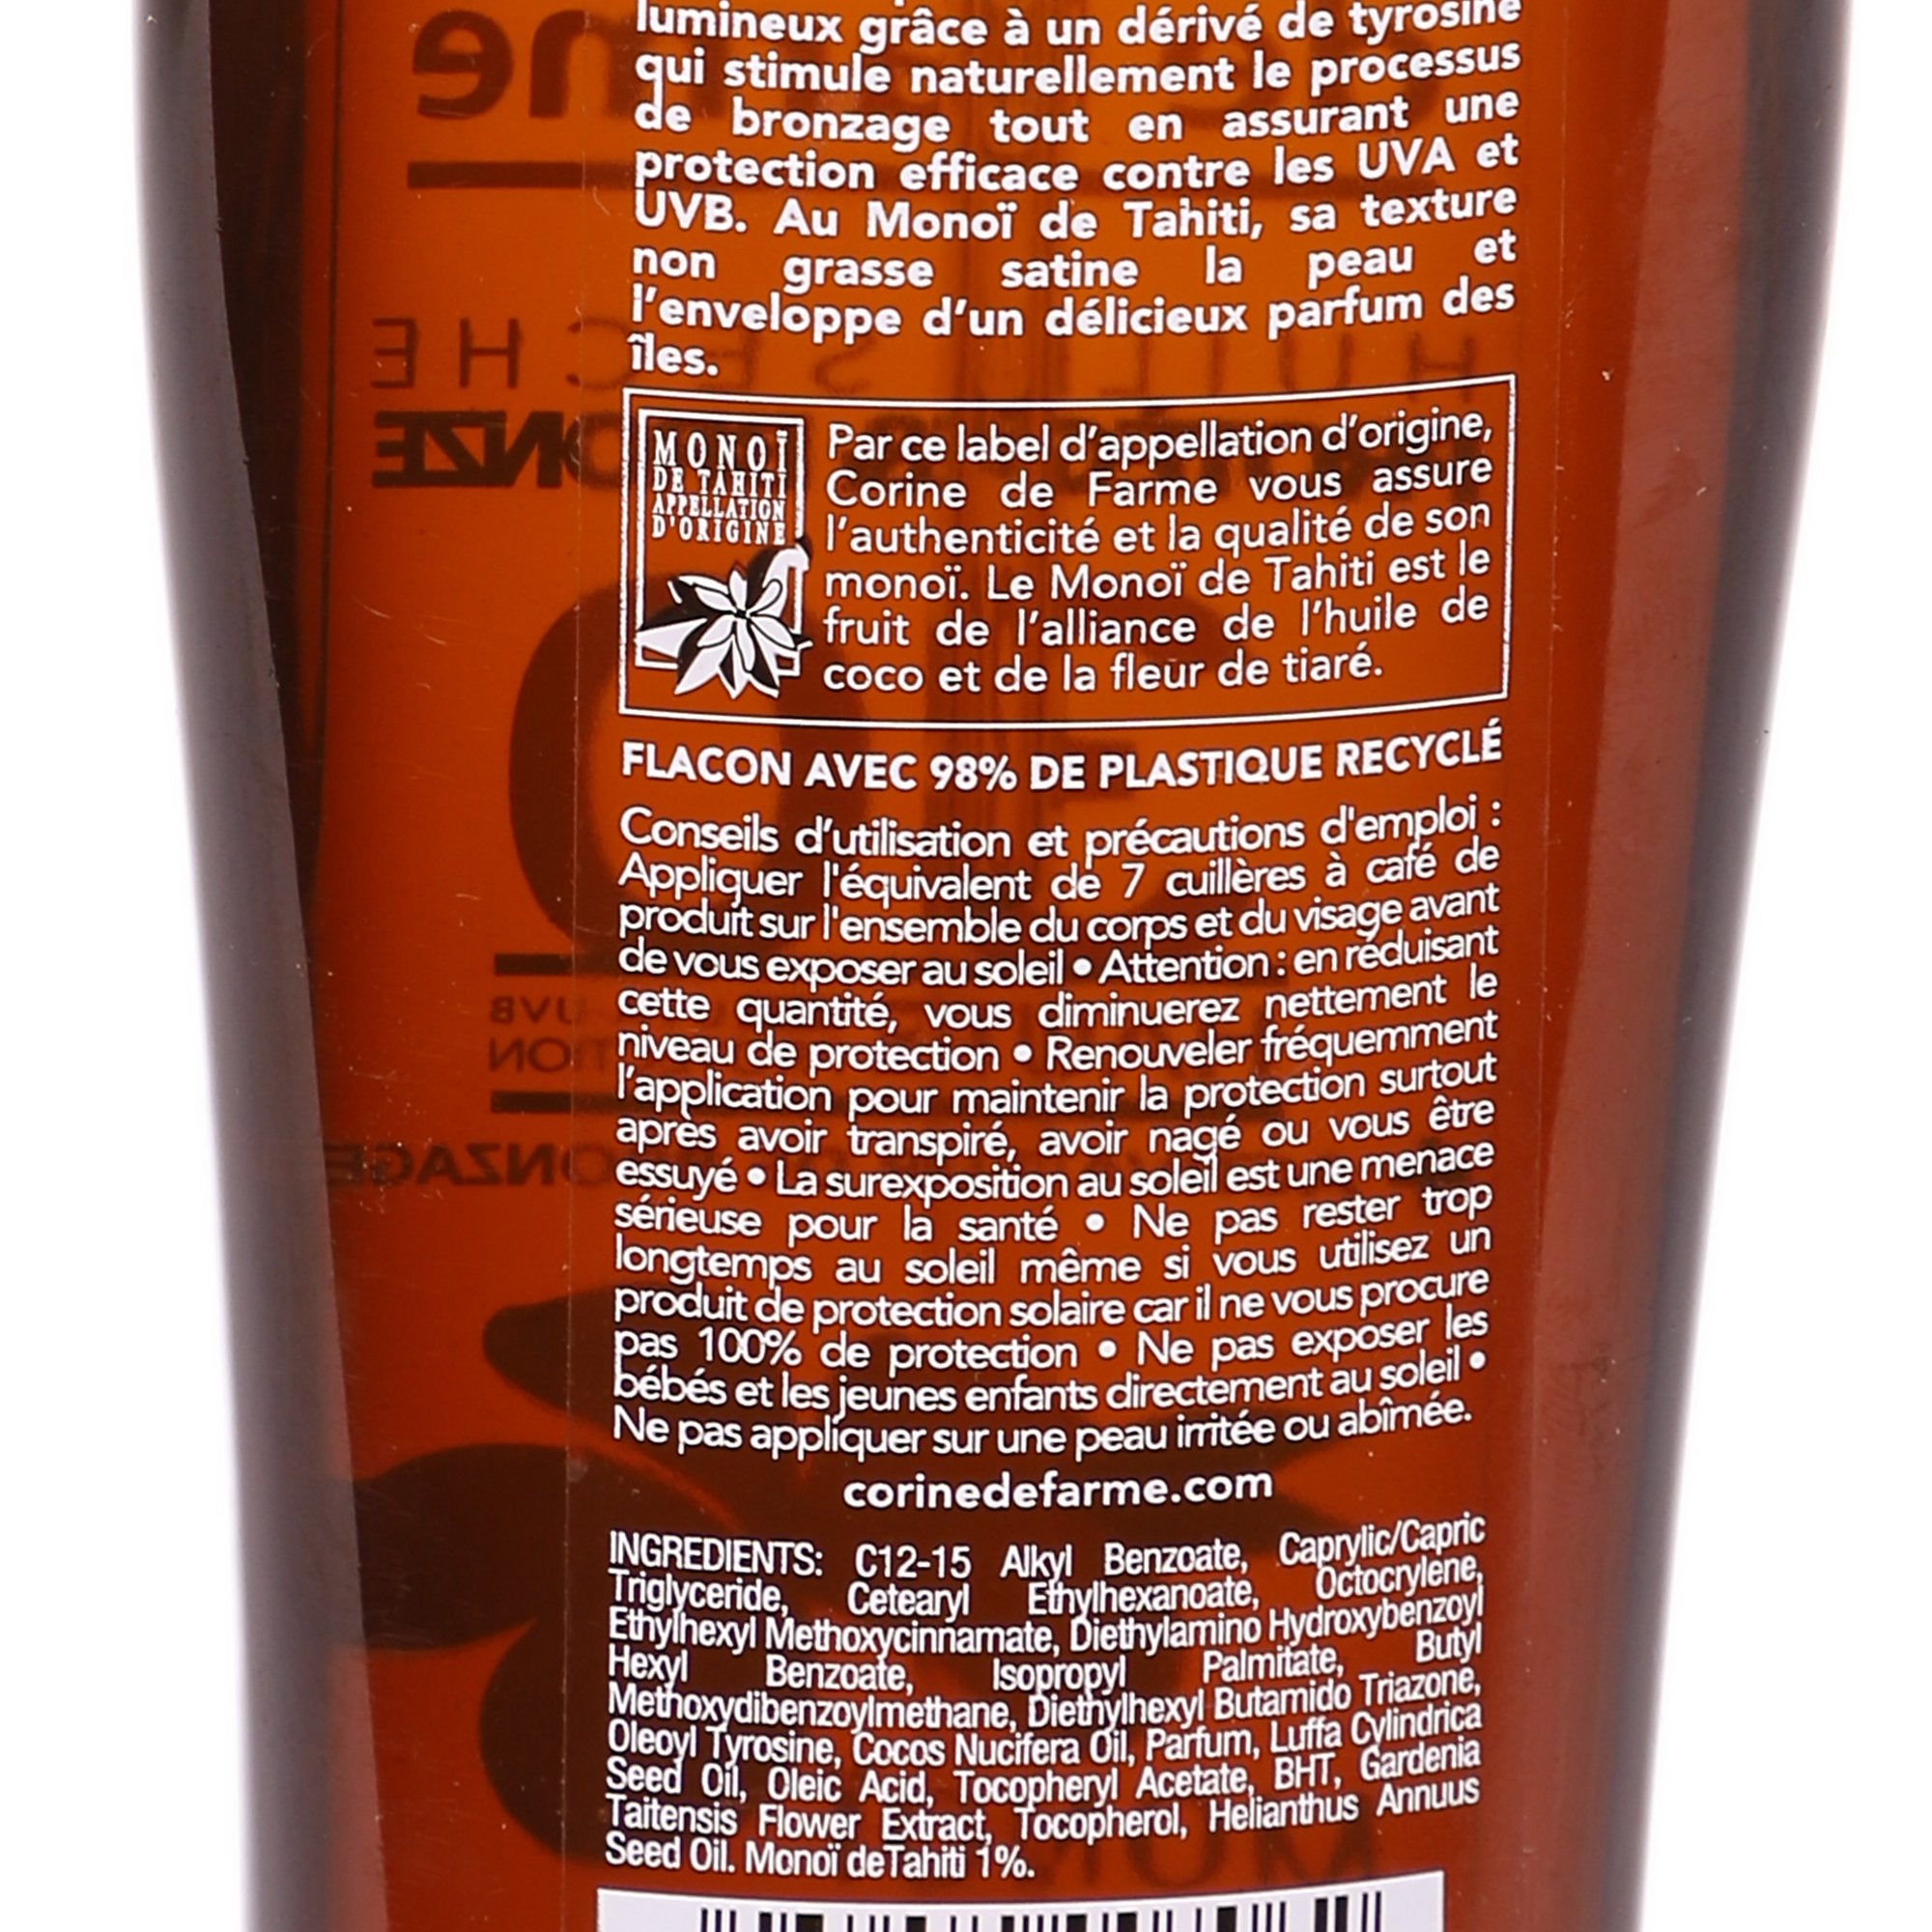 lumineux grâce à un dérivé de tyrosine
qui stimule naturellement le processus
de bronzage tout en assurant une
protection efficace contre les UVA et
UVB. Au Monoï de Tahiti, sa texture
non grasse satine la peau et
l'enveloppe d'un délicieux parfum des
îles.
MONOÏ
DE TAHITI
APPELLATION
D'ORIGINE
Par ce label d'appellation d'origine,
Corine de Farme vous assure
l'authenticité et la qualité de son
monoï. Le Monoï de Tahiti est le
fruit de l'alliance de l'huile de
coco et de la fleur de tiaré.
FLACON AVEC 98% DE PLASTIQUE RECYCLÉ
Conseils d'utilisation et précautions d'emploi :
Appliquer l'équivalent de 7 cuillères à café de
produit sur l'ensemble du corps et du visage avant
de vous exposer au soleil • Attention : en réduisant
cette quantité, vous diminuerez nettement le
niveau de protection • Renouveler fréquemment
l'application pour maintenir la protection surtout
après avoir transpiré, avoir nagé ou vous être
essuyé • La surexposition au soleil est une menace
sérieuse pour la santé • Ne pas rester trop
longtemps au soleil même si vous utilisez un
produit de protection solaire car il ne vous procure
pas 100% de protection • Ne pas exposer les
bébés et les jeunes enfants directement au soleil •
Ne pas appliquer sur une peau irritée ou abîmée.
corinedefarme.com
INGREDIENTS: C12-15 Alkyl Benzoate, Caprylic/Capric
Triglyceride, Cetearyl Ethylhexanoate, Octocrylene,
Ethylhexyl Methoxycinnamate, Diethylamino Hydroxybenzoyl
Hexyl Benzoate, Isopropyl Palmitate, Butyl
Methoxydibenzoylmethane, Diethylhexyl Butamido Triazone,
Oleoyl Tyrosine, Cocos Nucifera Oil, Parfum, Luffa Cylindrica
Seed Oil, Oleic Acid, Tocopheryl Acetate, BHT, Gardenia
Taitensis Flower Extract, Tocopherol, Helianthus Annuus
Seed Oil. Monoï de Tahiti 1%.